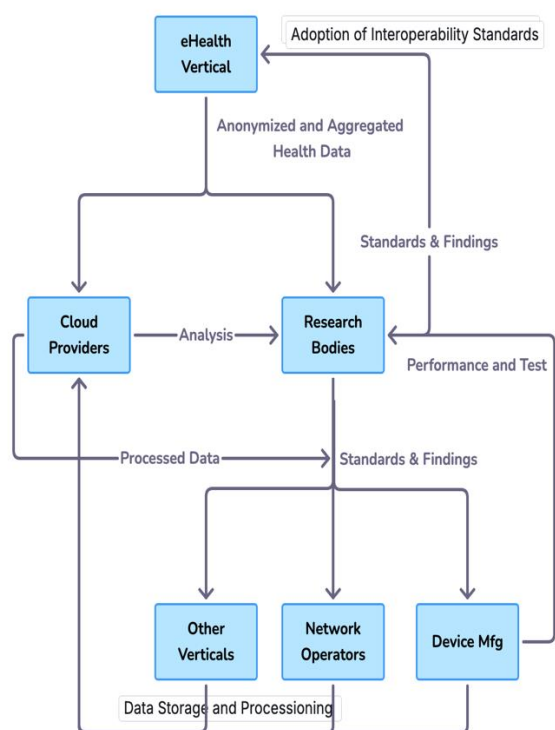 Adoption of Interoperability Standards
eHealth
Vertical
Anonymized and Aggregated
Health Data
Standards & Findings
Cloud
Providers
Analysis
Research
Bodies
Performance and Test
Processed Data
Standards & Findings
Other
Verticals
Network
Operators
Device Mfg
Data Storage and Processioning